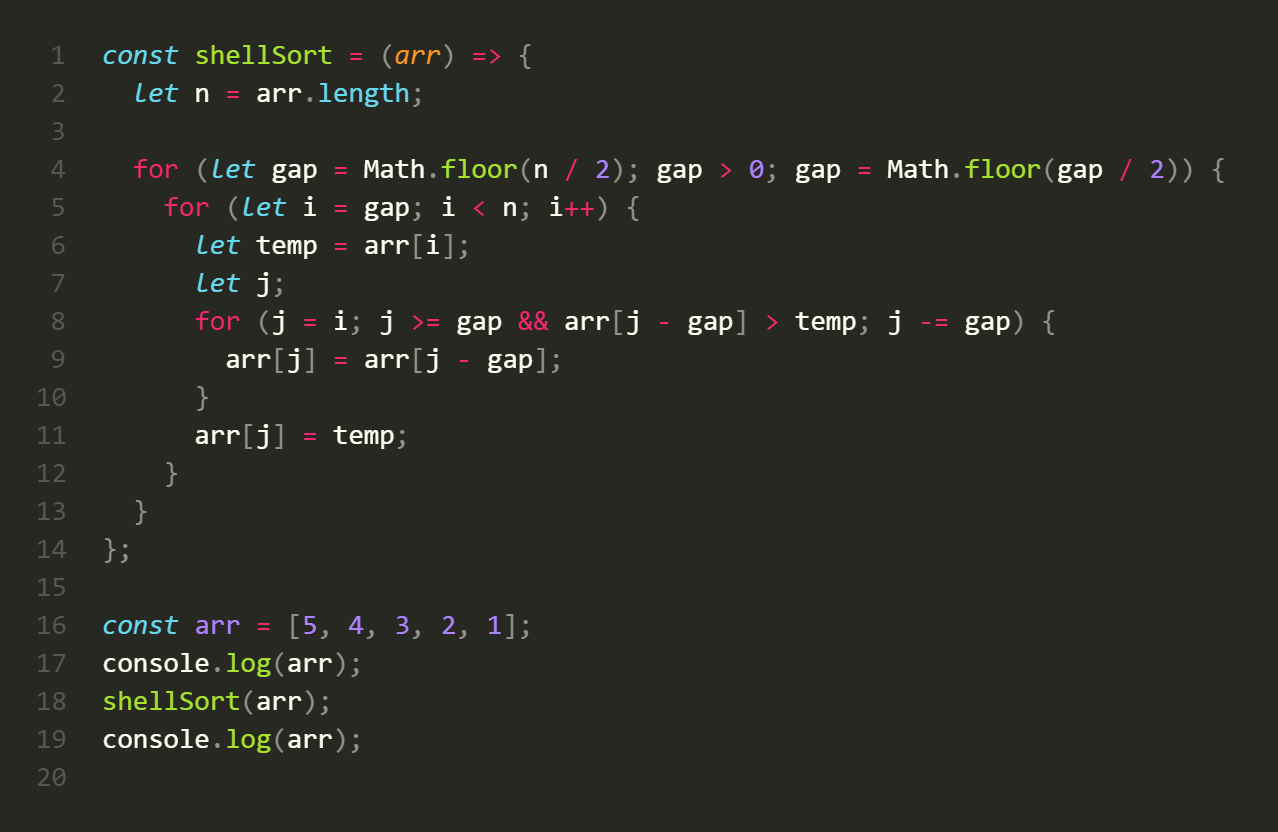 1 const shellSort = (arr) => {
2   let n = arr.length;
3
4   for (let gap = Math.floor(n / 2); gap > 0; gap = Math.floor(gap / 2)) {
5     for (let i = gap; i < n; i++) {
6       let temp = arr[i];
7       let j;
8       for (j = i; j >= gap && arr[j - gap] > temp; j -= gap) {
9         arr[j] = arr[j - gap];
10       }
11       arr[j] = temp;
12     }
13   }
14 };
15
16 const arr = [5, 4, 3, 2, 1];
17 console.log(arr);
18 shellSort(arr);
19 console.log(arr);
20